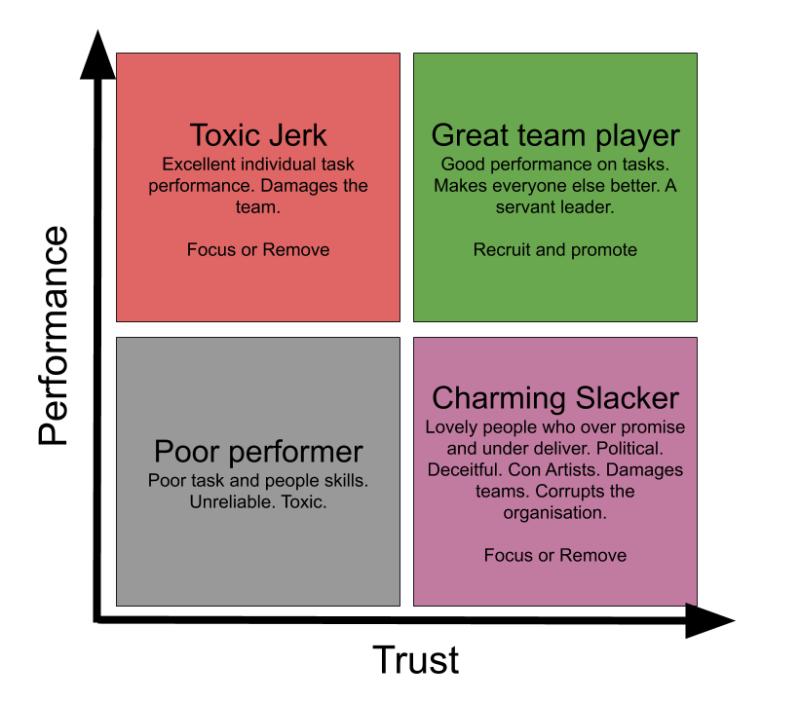 Performance
Toxic Jerk
Excellent individual task
performance. Damages the
team.
Focus or Remove
Great team player
Good performance on tasks.
Makes everyone else better. A
servant leader.
Recruit and promote
Poor performer
Poor task and people skills.
Unreliable. Toxic.
Charming Slacker
Lovely people who over promise
and under deliver. Political.
Deceitful. Con Artists. Damages
teams. Corrupts the
organisation.
Focus or Remove
Trust